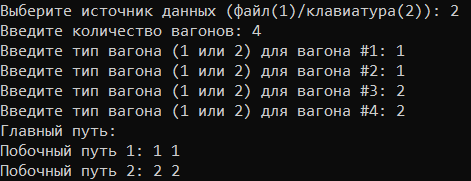 Выберите источник данных (файл(1)/клавиатура(2)): 2
Введите количество вагонов: 4
Введите тип вагона (1 или 2) для вагона #1: 1
Введите тип вагона (1 или 2) для вагона #2: 1
Введите тип вагона (1 или 2) для вагона #3: 2
Введите тип вагона (1 или 2) для вагона #4: 2
Главный путь:
Побочный путь 1: 1 1
Побочный путь 2: 2 2